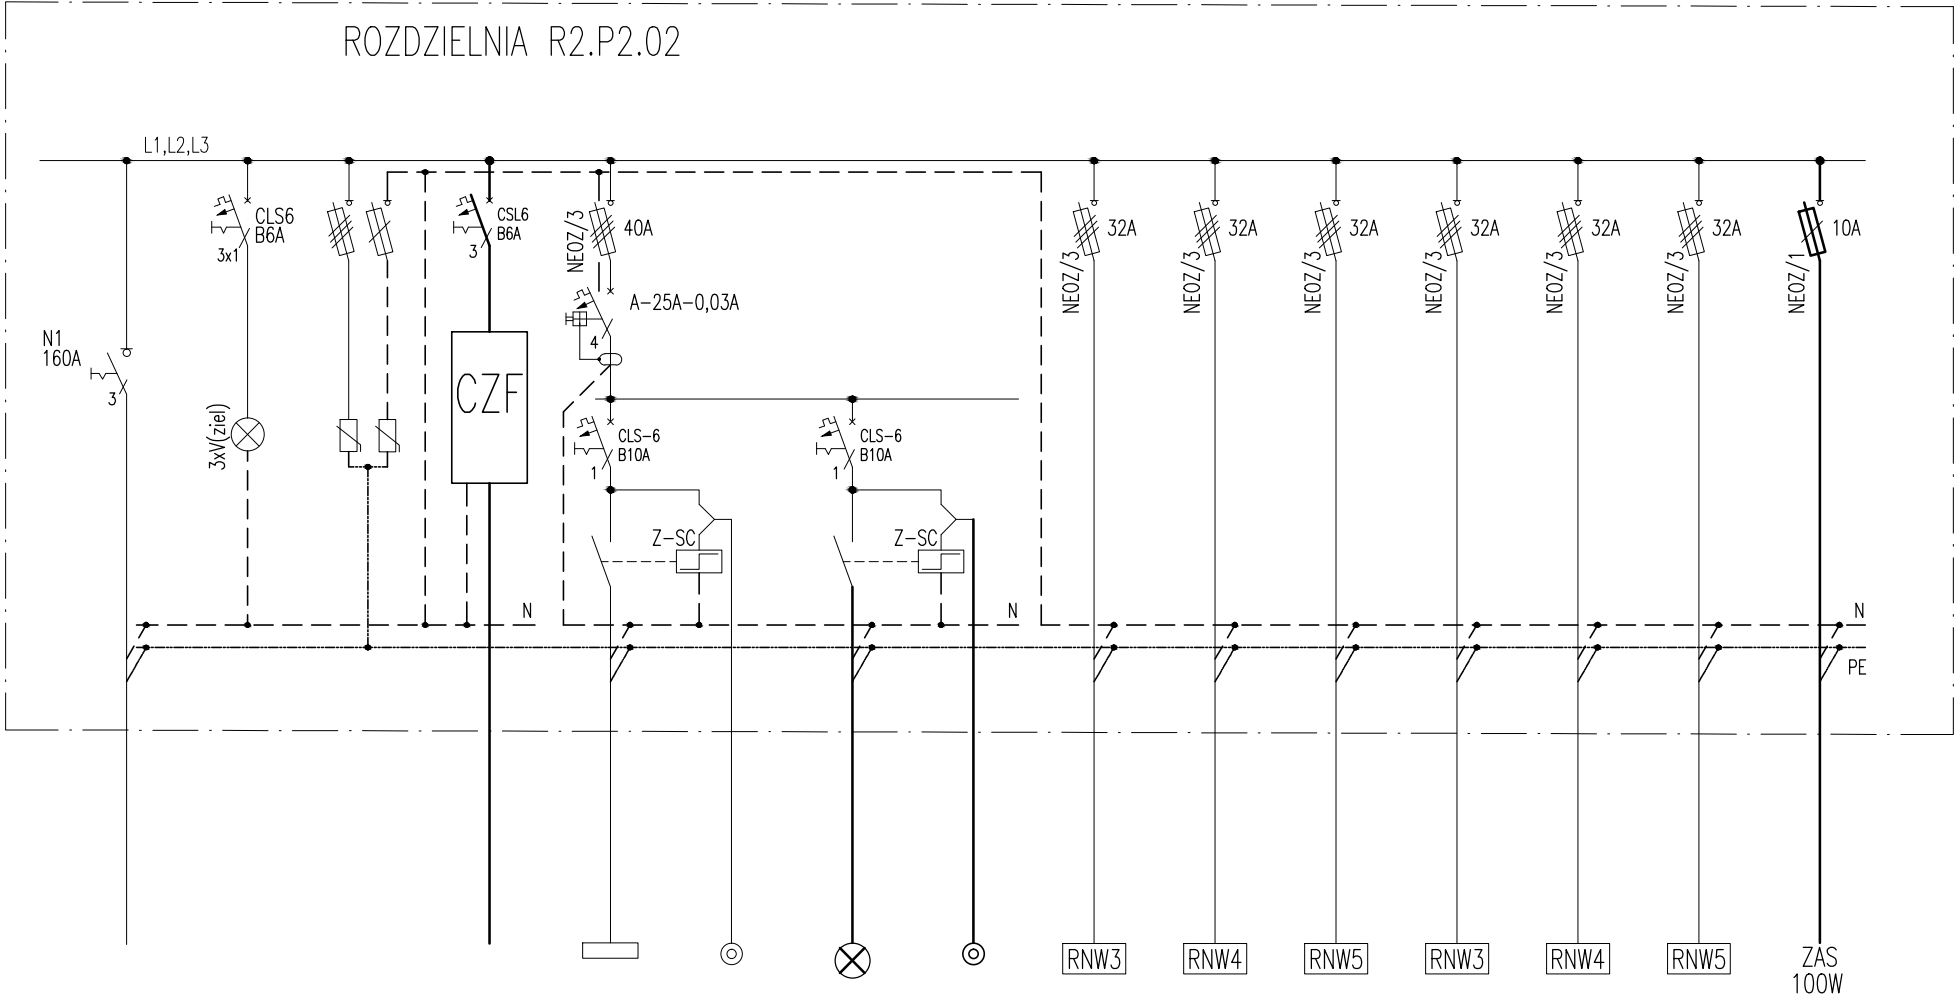 ROZDZIELNIA R2.P2.02
L1,L2,L3
CLS6
B6A
3x1
CSL6
B6A
3
NEOZ/3
40A
A-25A-0,03A
4
NEOZ/3
32A
NEOZ/3
32A
NEOZ/3
32A
NEOZ/3
32A
NEOZ/3
32A
NEOZ/3
32A
NEOZ/1
10A
N1
160A
3
3xV(ziel)
CZF
CLS-6
B10A
1
CLS-6
B10A
1
Z-SC
Z-SC
N
N
N
PE
RNW3
RNW4
RNW5
RNW3
RNW4
RNW5
ZAS
100W